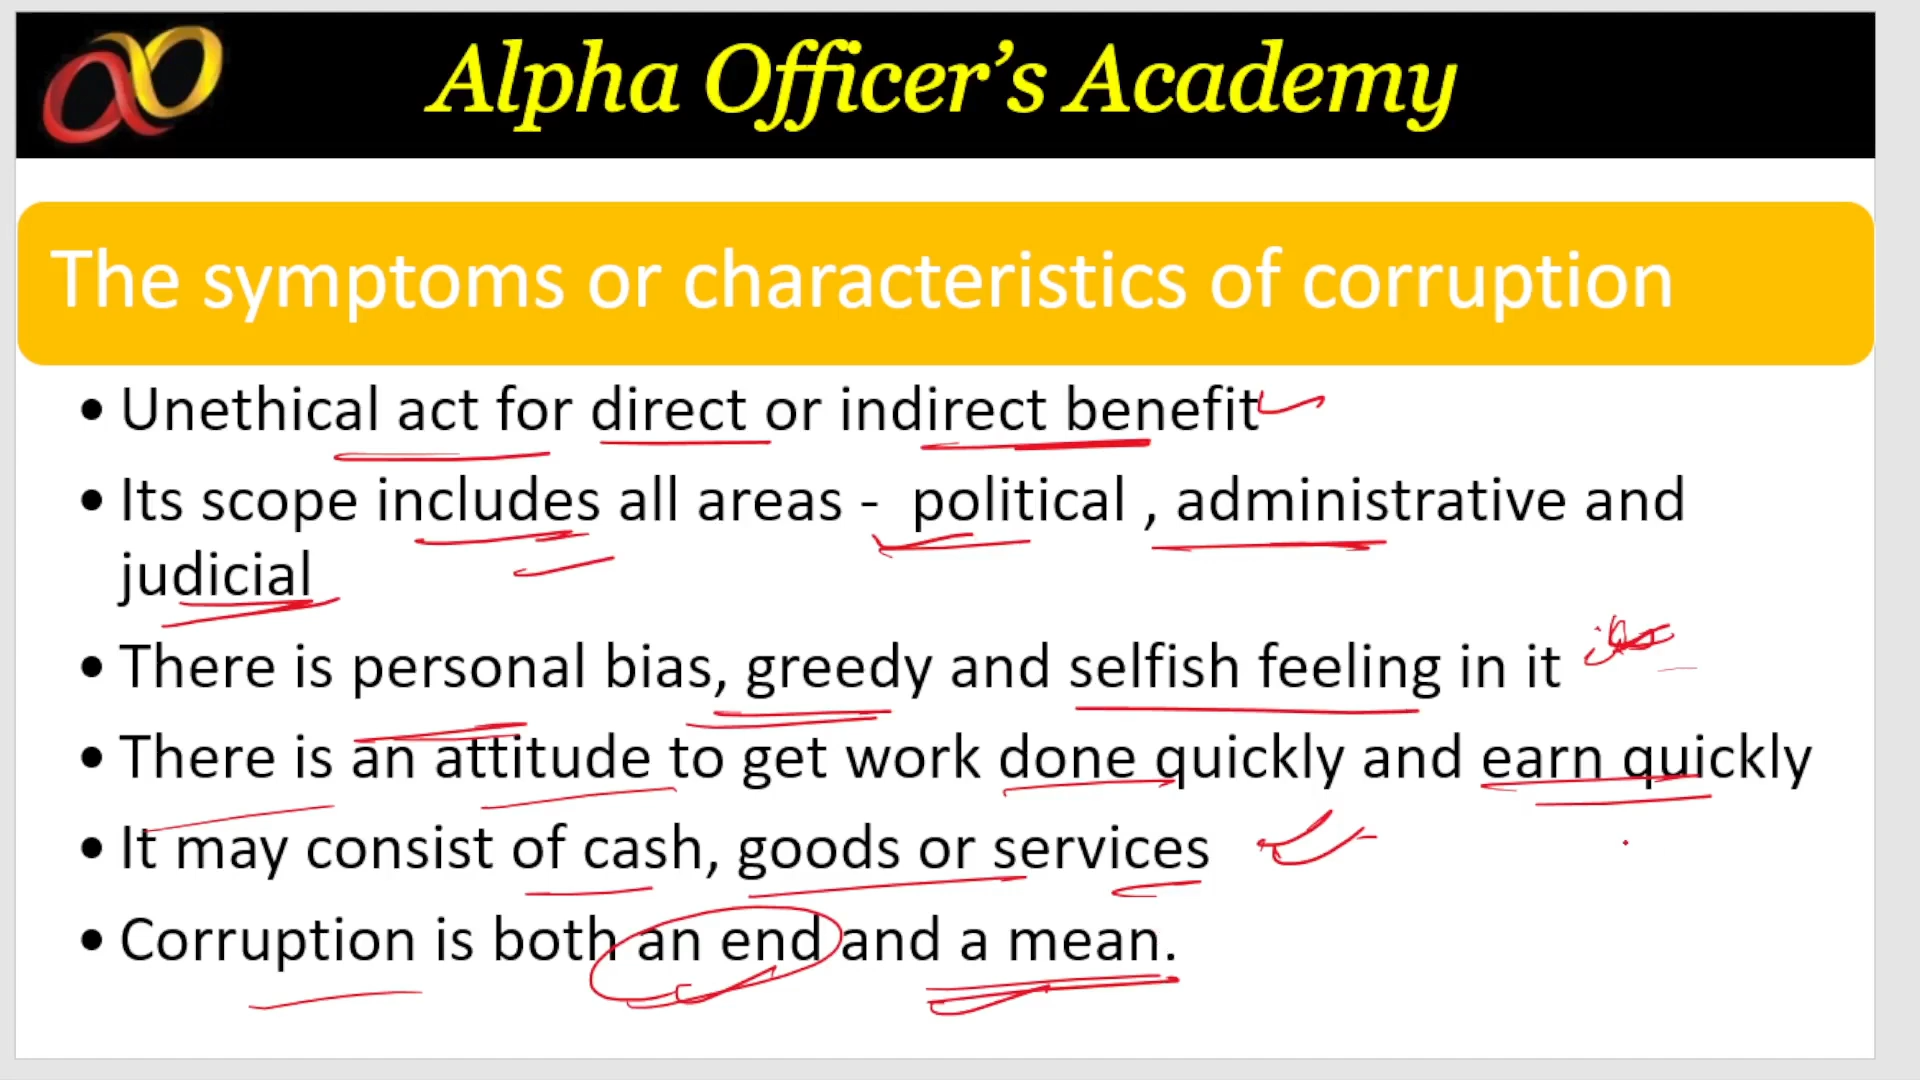 Alpha Officer’s Academy
The symptoms or characteristics of corruption
• Unethical act for direct or indirect benefit
• Its scope includes all areas - political , administrative and
judicial
• There is personal bias, greedy and selfish feeling in it
• There is an attitude to get work done quickly and earn quickly
• It may consist of cash, goods or services
• Corruption is both an end and a mean.